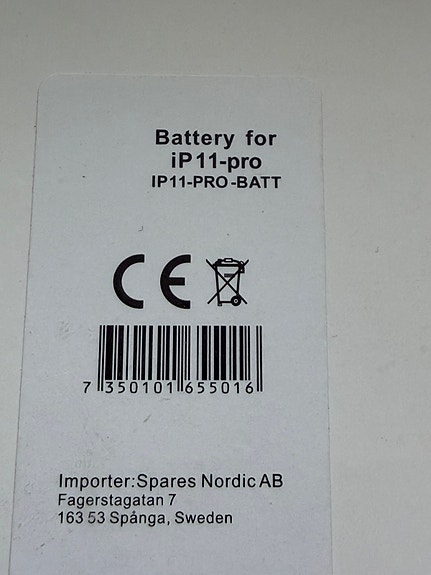 Battery for
iP11-pro
IP11-PRO-BATT
CE
7 350101 655016
Importer:Spares Nordic AB
Fagerstagatan 7
163 53 Spånga, Sweden